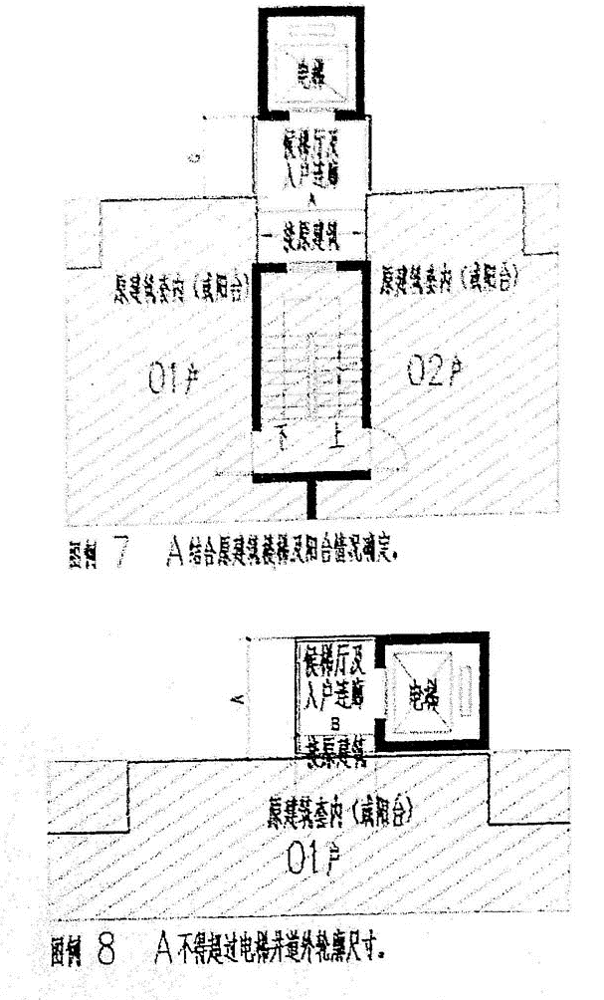 电梯
候梯厅及
入户连廊
A
接原建筑
原建筑套内（或阳台）
原建筑套内（或阳台）
01户
02户
下 上
图例 7 A结合原建筑楼梯及阳台情况确定。
候梯厅及
入户连廊
电梯
A
B
接原建筑
原建筑套内（或阳台）
01户
图例 8 A不得超过电梯井道外轮廓尺寸。